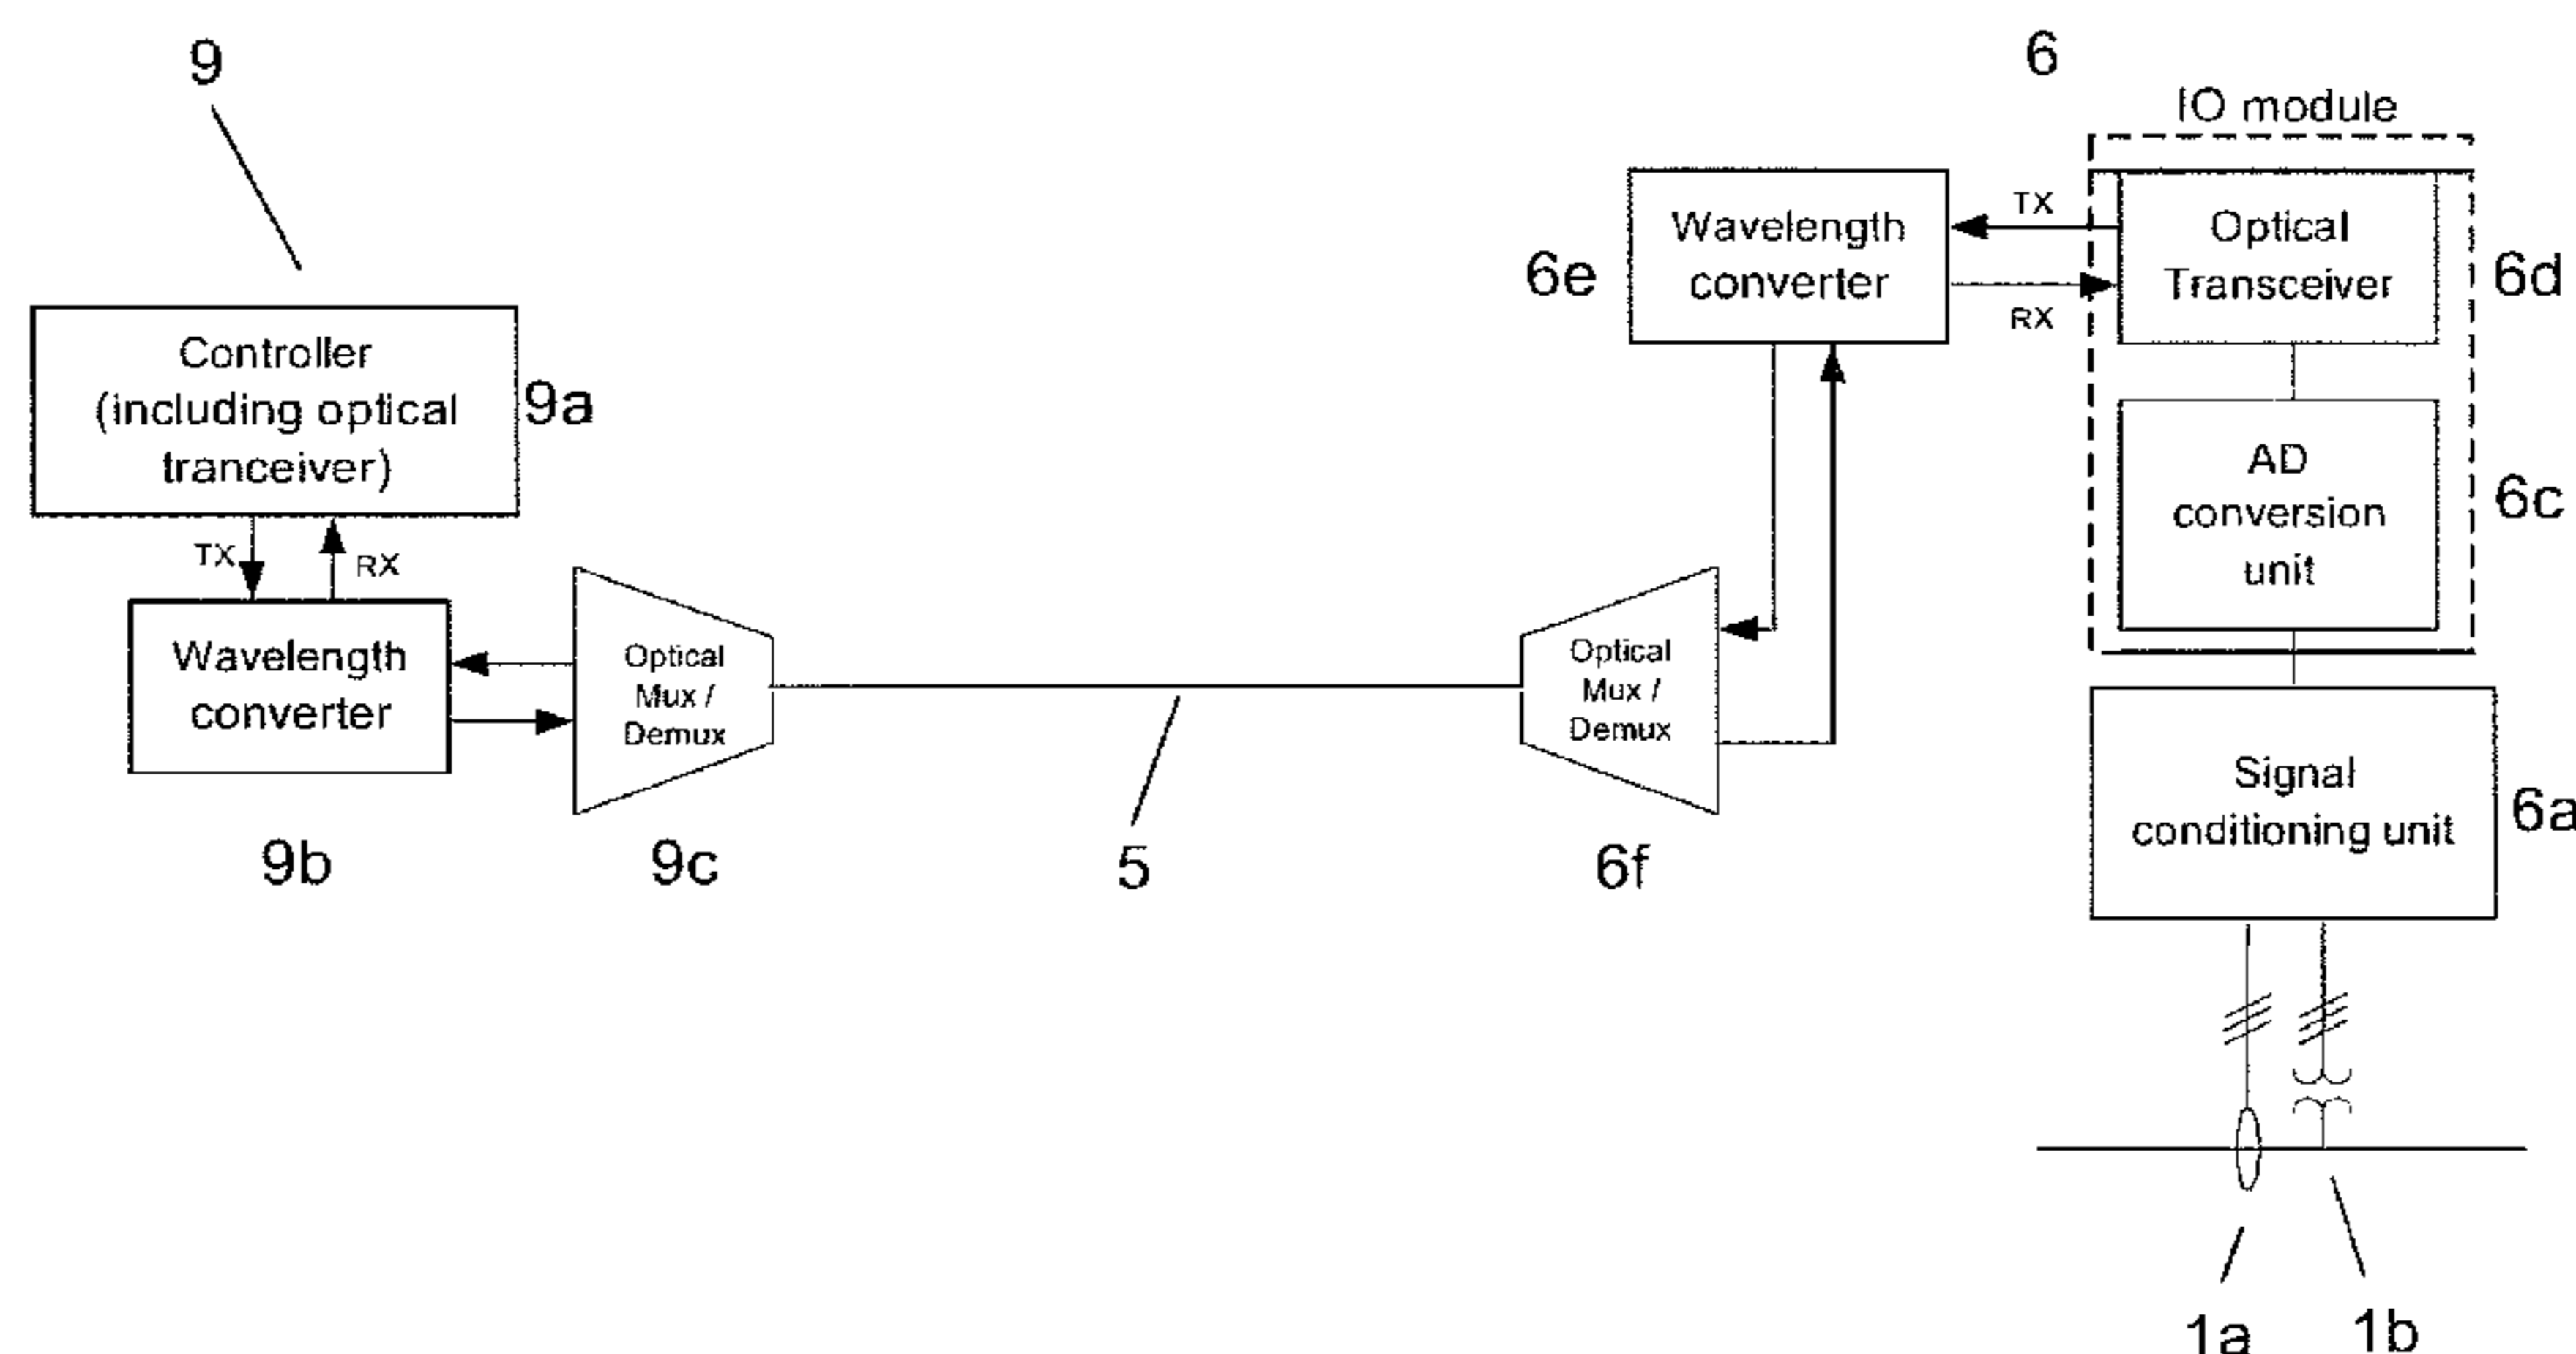 9
6
IO module
Controller
(including optical
tranceiver)
9a
TX
RX
Wavelength
converter
9b
Optical
Mux /
Demux
9c
5
Optical
Mux /
Demux
6f
Wavelength
converter
6e
TX
RX
Optical
Transceiver
6d
AD
conversion
unit
6c
Signal
conditioning unit
6a
1a
1b